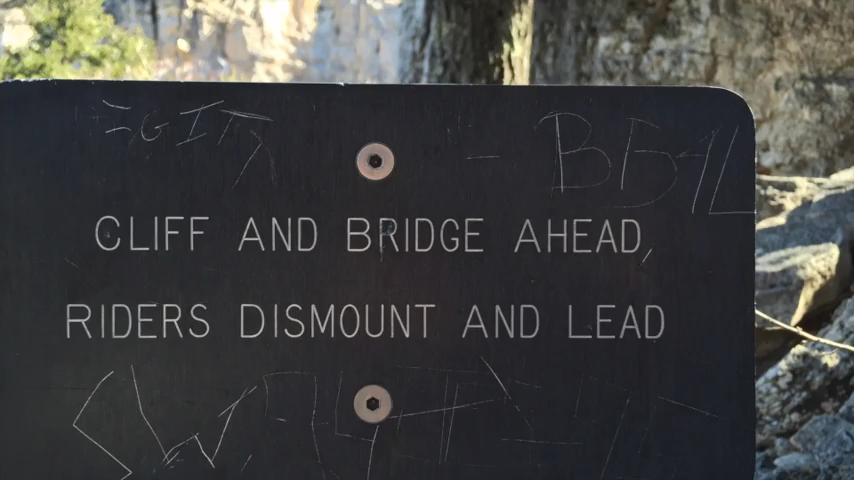 CLIFF AND BRIDGE AHEAD,
RIDERS DISMOUNT AND LEAD